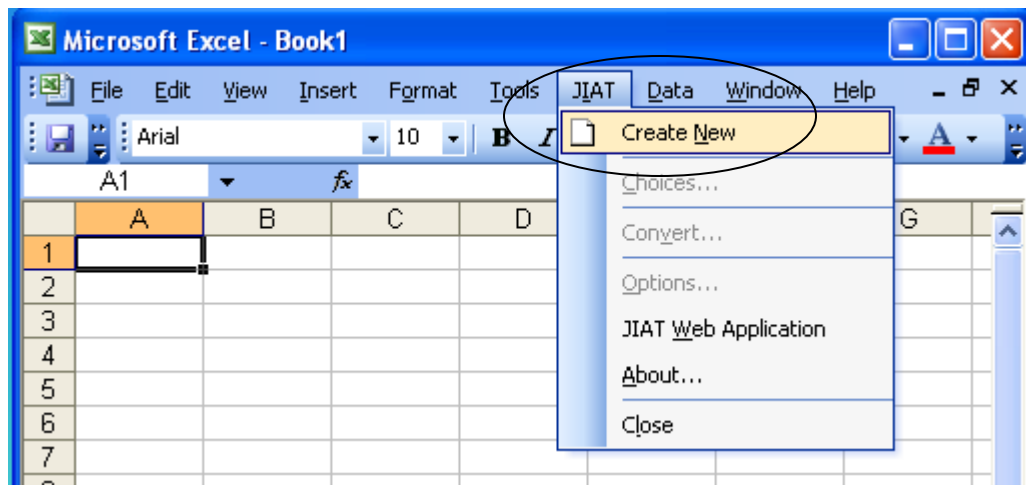 Microsoft Excel - Book1
File Edit View Insert Format Tools JIAT Data Window Help
Arial 10 B I A
Create New
A1 fx
Choices...
A B C D G
Convert...
1
2
Options...
3
JIAT Web Application
4
About...
5
6
Close
7